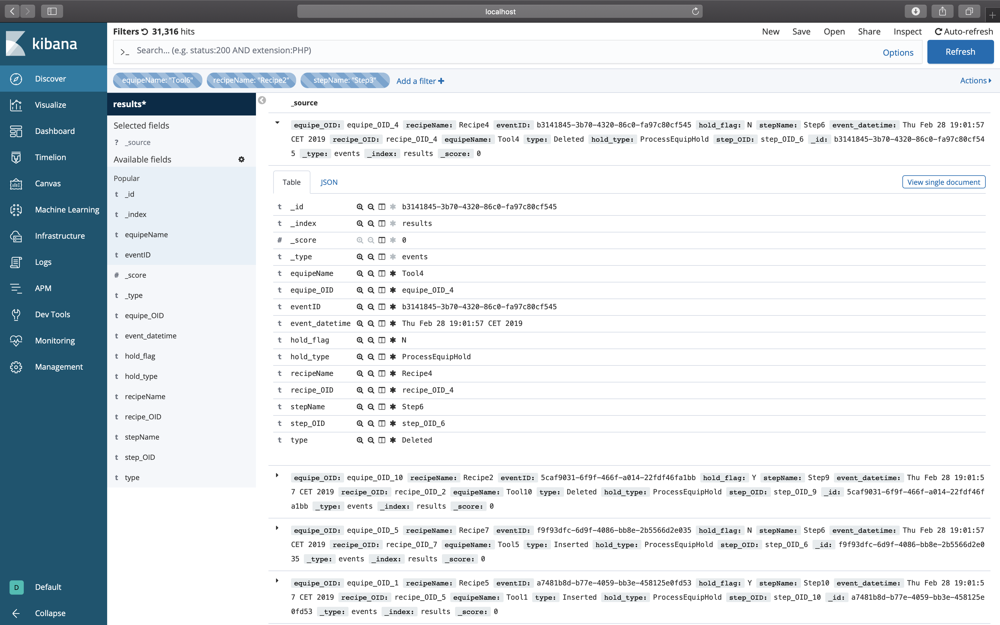 localhost
kibana
Discover
Visualize
Dashboard
Timelion
Canvas
Machine Learning
Infrastructure
Logs
APM
Dev Tools
Monitoring
Management
D Default
Collapse
Filters 31,316 hits
New Save Open Share Inspect Auto-refresh
>_ Search... (e.g. status:200 AND extension:PHP) Options Refresh
equipeName: "Tool6" recipeName: "Recipe2" stepName: "Step3" Add a filter + Actions
results*
Selected fields
? _source
Available fields
Popular
t _id
t _index
t equipeName
t eventID
# _score
t _type
t equipe_OID
t event_datetime
t hold_flag
t hold_type
t recipeName
t recipe_OID
t stepName
t step_OID
t type
_source
equipe_OID: equipe_OID_4 recipeName: Recipe4 eventID: b3141845-3b70-4320-86c0-fa97c80cf545 hold_flag: N stepName: Step6 event_datetime: Thu Feb 28 19:01:57
CET 2019 recipe_OID: recipe_OID_4 equipeName: Tool4 type: Deleted hold_type: ProcessEquipHold step_OID: step_OID_6 _id: b3141845-3b70-4320-86c0-fa97c80cf54
5 _type: events _index: results _score: 0
Table JSON View single document
t _id b3141845-3b70-4320-86c0-fa97c80cf545
t _index results
# _score 0
t _type events
t equipeName Tool4
t equipe_OID equipe_OID_4
t eventID b3141845-3b70-4320-86c0-fa97c80cf545
t event_datetime Thu Feb 28 19:01:57 CET 2019
t hold_flag N
t hold_type ProcessEquipHold
t recipeName Recipe4
t recipe_OID recipe_OID_4
t stepName Step6
t step_OID step_OID_6
t type Deleted
equipe_OID: equipe_OID_10 recipeName: Recipe2 eventID: 5caf9031-6f9f-466f-a014-22fdf46fa1bb hold_flag: Y stepName: Step9 event_datetime: Thu Feb 28 19:01:5
7 CET 2019 recipe_OID: recipe_OID_2 equipeName: Tool10 type: Deleted hold_type: ProcessEquipHold step_OID: step_OID_9 _id: 5caf9031-6f9f-466f-a014-22fdf46f
a1bb _type: events _index: results _score: 0
equipe_OID: equipe_OID_5 recipeName: Recipe7 eventID: f9f93dfc-6d9f-4086-bb8e-2b5566d2e035 hold_flag: N stepName: Step6 event_datetime: Thu Feb 28 19:01:57
CET 2019 recipe_OID: recipe_OID_7 equipeName: Tool5 type: Inserted hold_type: ProcessEquipHold step_OID: step_OID_6 _id: f9f93dfc-6d9f-4086-bb8e-2b5566d2e0
35 _type: events _index: results _score: 0
equipe_OID: equipe_OID_1 recipeName: Recipe5 eventID: a7481b8d-b77e-4059-bb3e-458125e0fd53 hold_flag: Y stepName: Step10 event_datetime: Thu Feb 28 19:01:5
7 CET 2019 recipe_OID: recipe_OID_5 equipeName: Tool1 type: Inserted hold_type: ProcessEquipHold step_OID: step_OID_10 _id: a7481b8d-b77e-4059-bb3e-458125e
0fd53 _type: events _index: results _score: 0